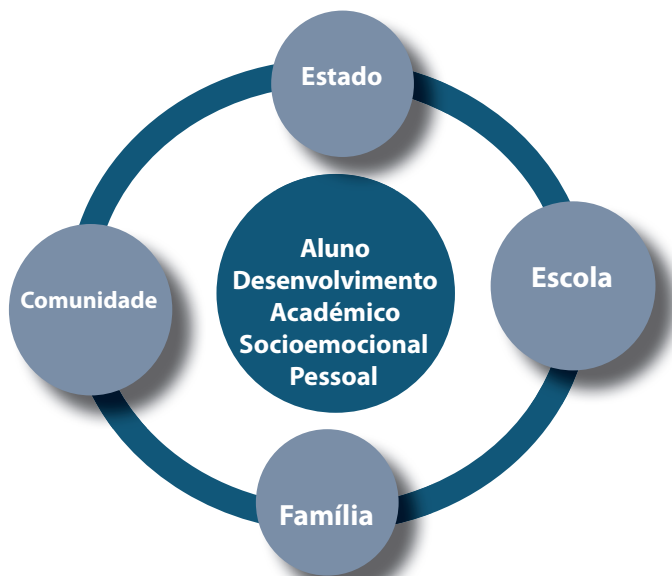 Estado
Aluno
Desenvolvimento
Académico
Socioemocional
Pessoal
Escola
Comunidade
Família